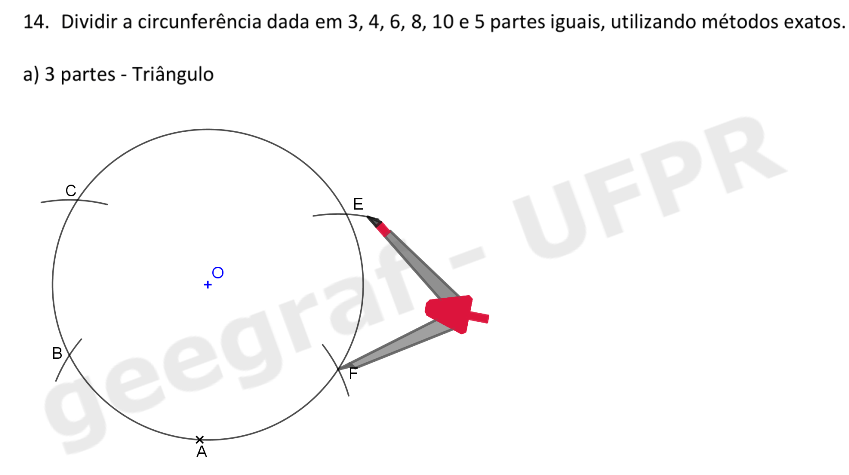 14. Dividir a circunferência dada em 3, 4, 6, 8, 10 e 5 partes iguais, utilizando métodos exatos.
a) 3 partes - Triângulo
C
E
O
B
F
A
geegraf - UFPR